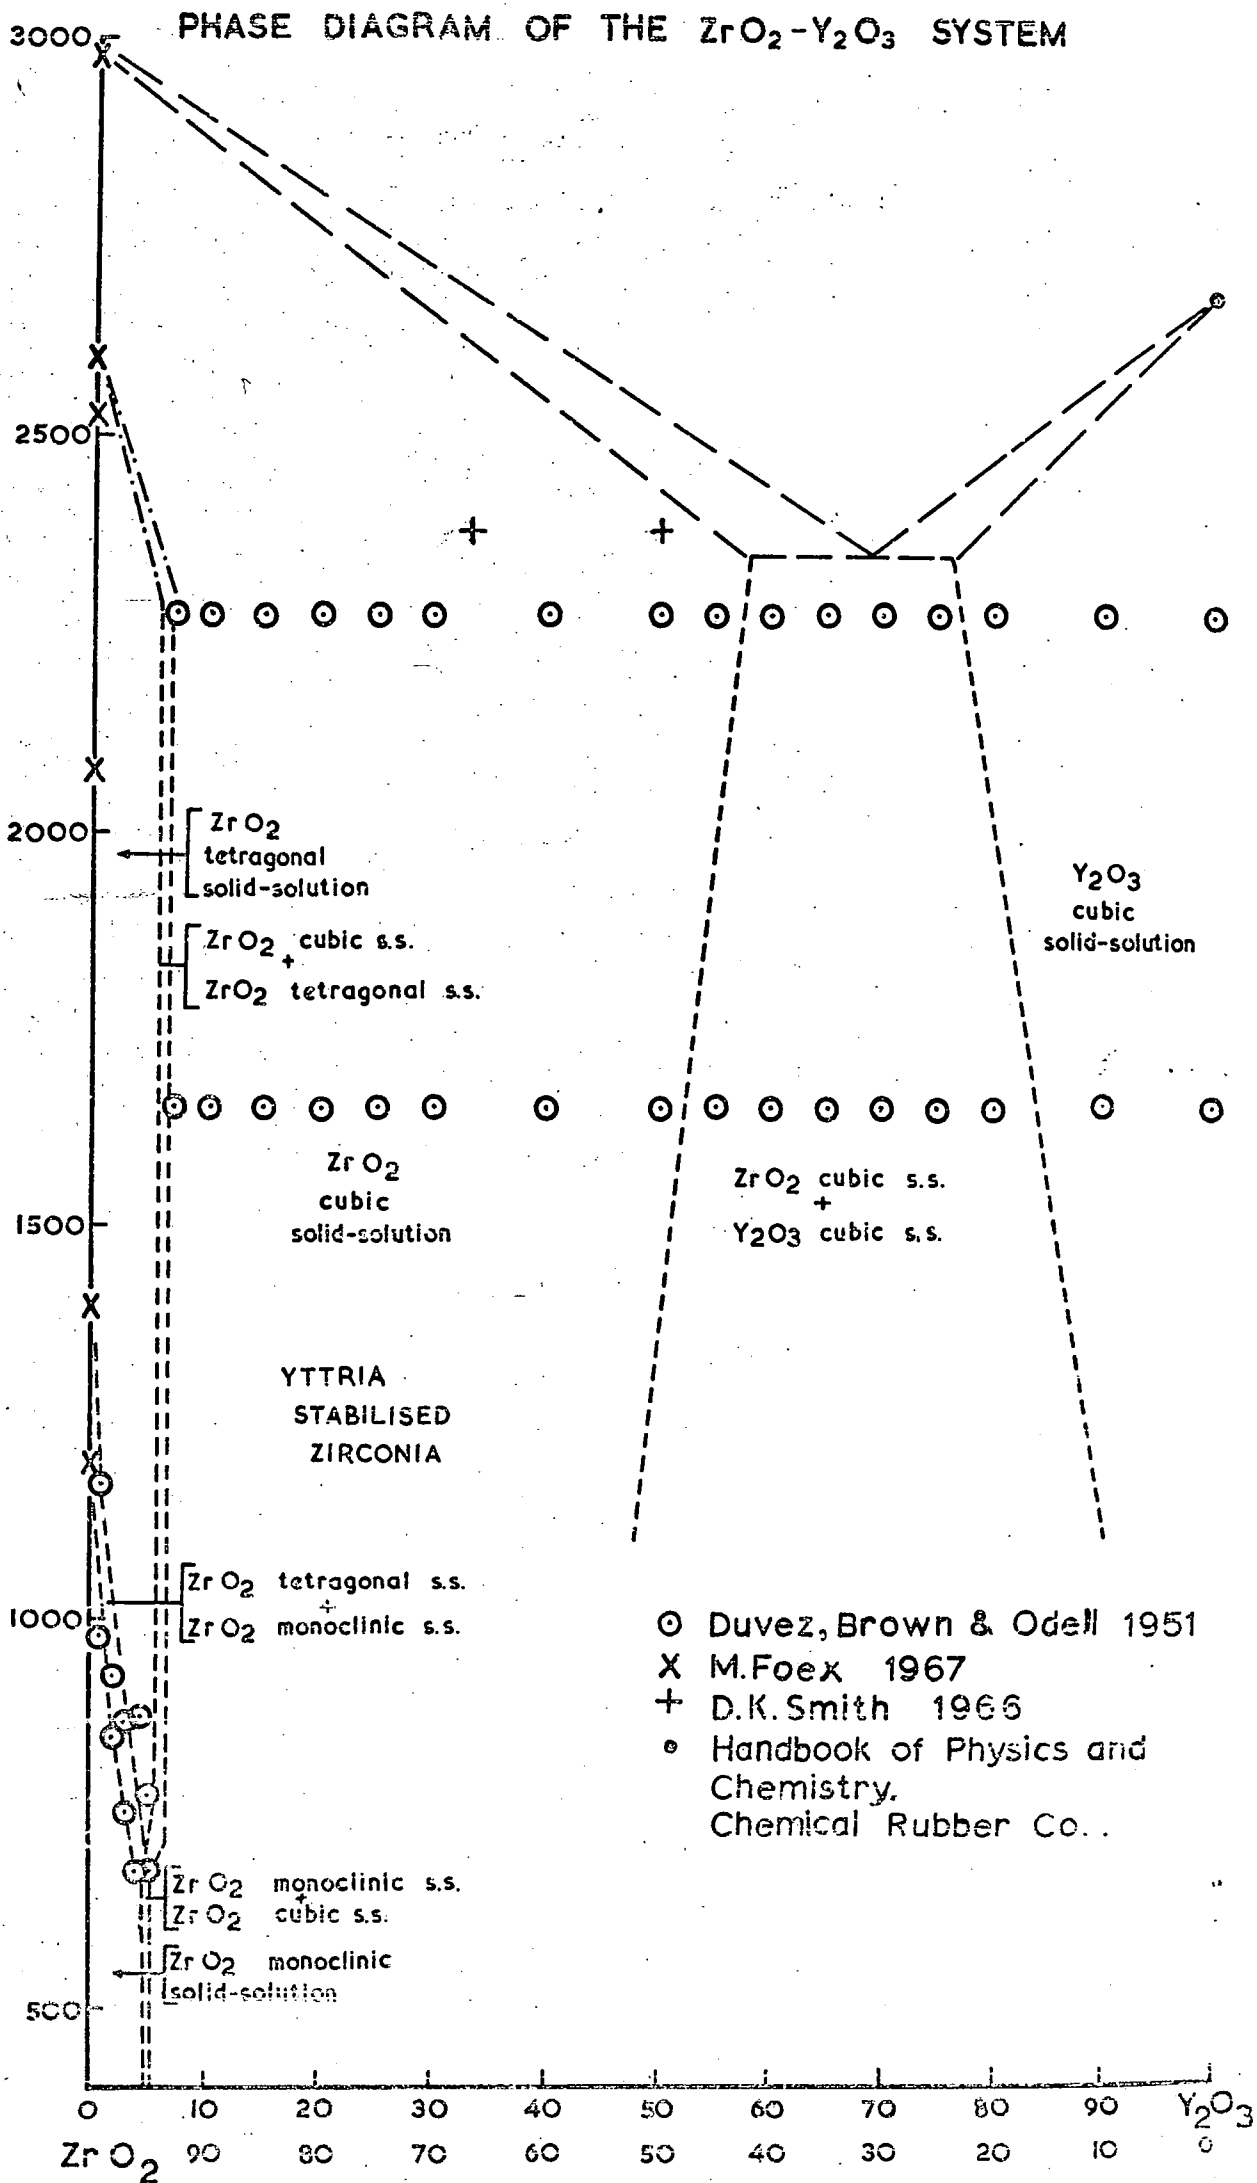 PHASE DIAGRAM OF THE ZrO2-Y2O3 SYSTEM
3000
2500
2000
1500
1000
500
ZrO2
tetragonal
solid-solution
ZrO2 cubic s.s.
+
ZrO2 tetragonal s.s.
Y2O3
cubic
solid-solution
ZrO2
cubic
solid-solution
ZrO2 cubic s.s.
+
Y2O3 cubic s.s.
YTTRIA
STABILISED
ZIRCONIA
ZrO2 tetragonal s.s.
+
ZrO2 monoclinic s.s.
⊙ Duvez, Brown & Odell 1951
X M.Foex 1967
+ D.K.Smith 1966
• Handbook of Physics and
Chemistry.
Chemical Rubber Co..
ZrO2 monoclinic s.s.
+
ZrO2 cubic s.s.
ZrO2 monoclinic
solid-solution
0 10 20 30 40 50 60 70 80 90 Y2O3
ZrO2 90 80 70 60 50 40 30 20 10 0